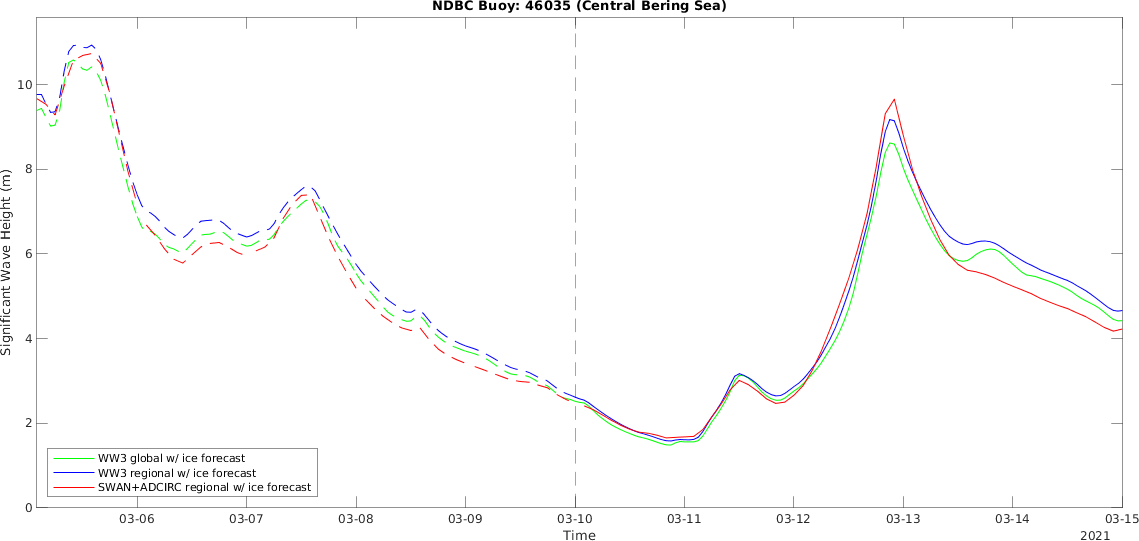 NDBC Buoy: 46035 (Central Bering Sea)
Significant Wave Height (m)
10
8
6
4
2
0
WW3 global w/ ice forecast
WW3 regional w/ ice forecast
SWAN+ADCIRC regional w/ ice forecast
03-06 03-07 03-08 03-09 03-10 03-11 03-12 03-13 03-14 03-15
Time
2021